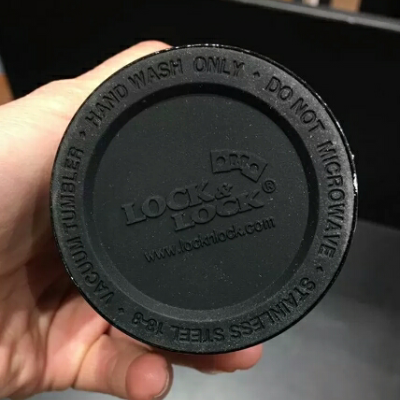 HAND WASH ONLY • DO NOT MICROWAVE • STAINLESS STEEL 18-8 • VACUUM TUMBLER •
LOCK&
LOCK®
www.locknlock.com